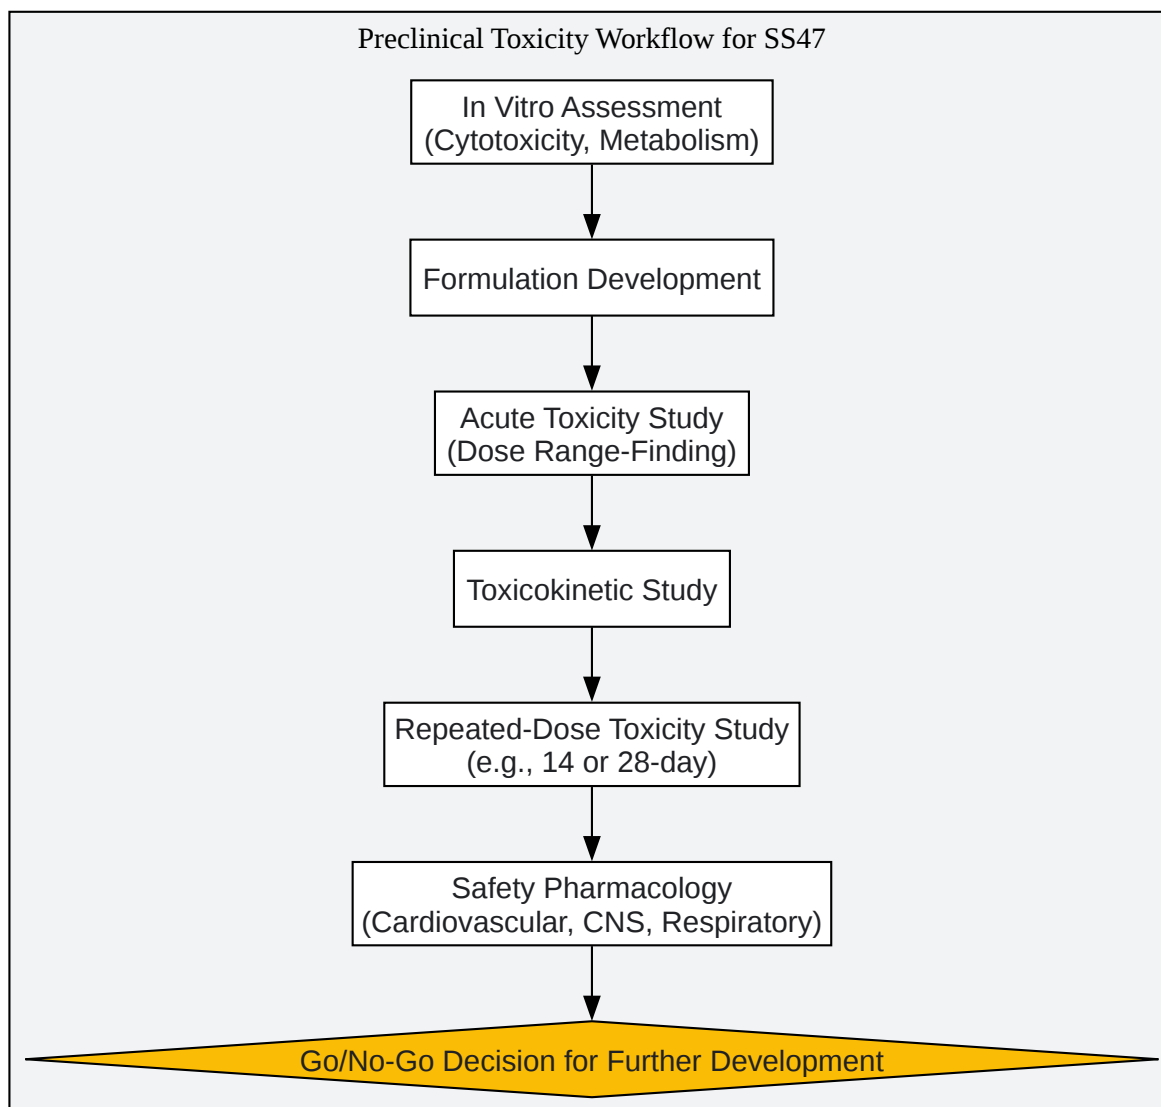 Preclinical Toxicity Workflow for SS47
In Vitro Assessment
(Cytotoxicity, Metabolism)
Formulation Development
Acute Toxicity Study
(Dose Range-Finding)
Toxicokinetic Study
Repeated-Dose Toxicity Study
(e.g., 14 or 28-day)
Safety Pharmacology
(Cardiovascular, CNS, Respiratory)
Go/No-Go Decision for Further Development